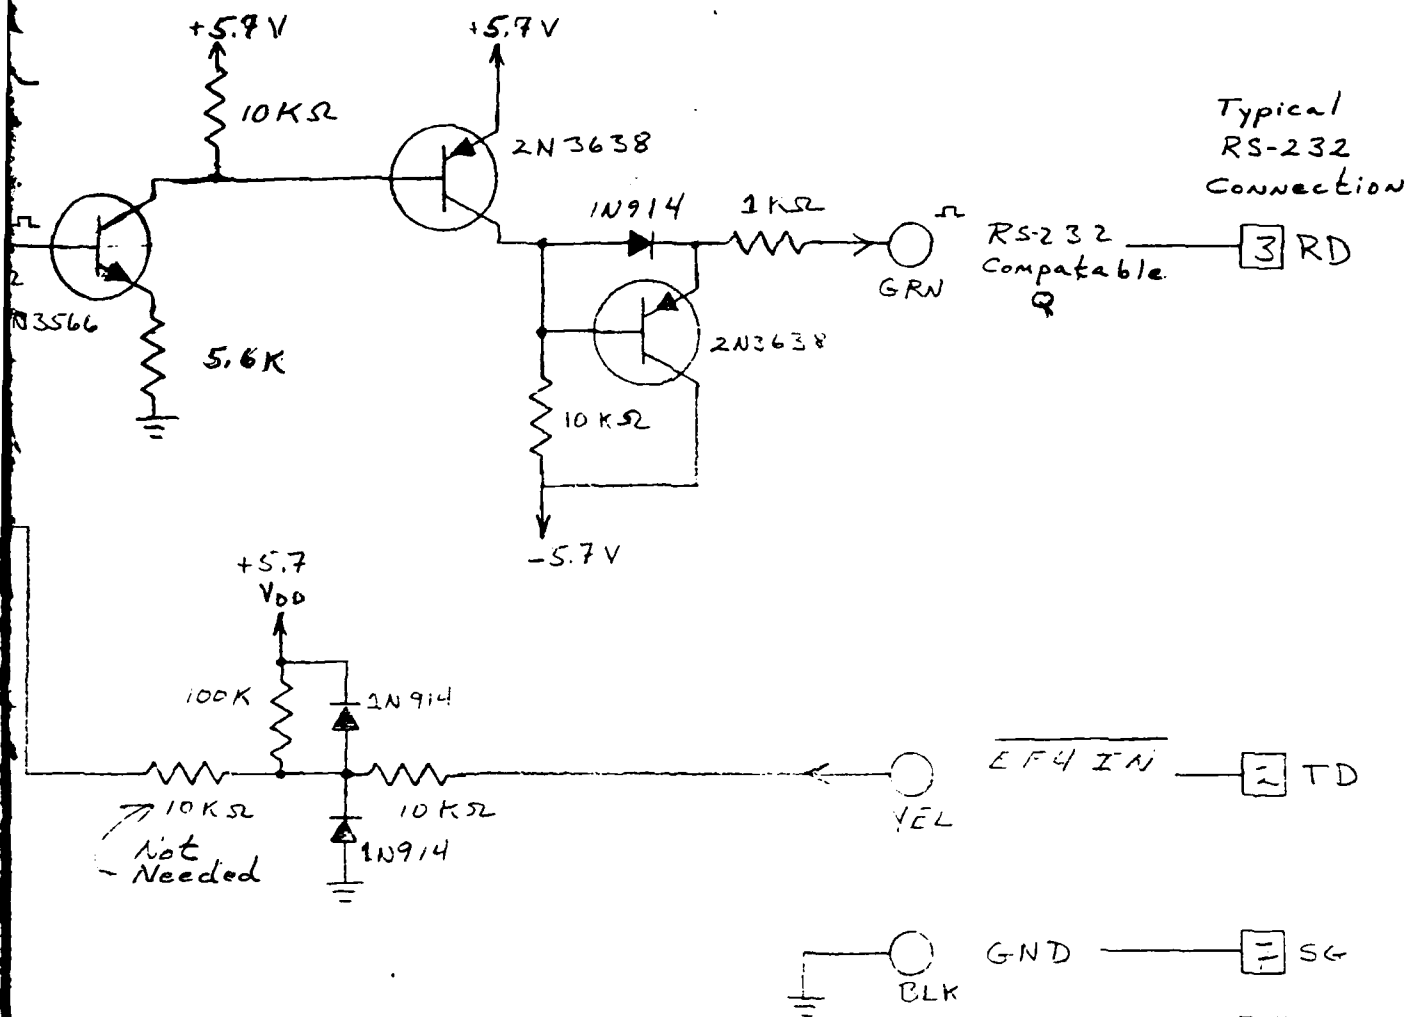 +5.7V
+5.7V
10KΩ
2N3638
Typical
RS-232
Connection
1N914
1KΩ
RS-232
Compatable
Q
3 RD
GRN
N3566
2N3638
5.6K
10KΩ
-5.7V
+5.7
VDD
100K
1N914
EF4 IN
TD
10KΩ
10KΩ
YEL
Not
Needed
1N914
GND
SG
BLK